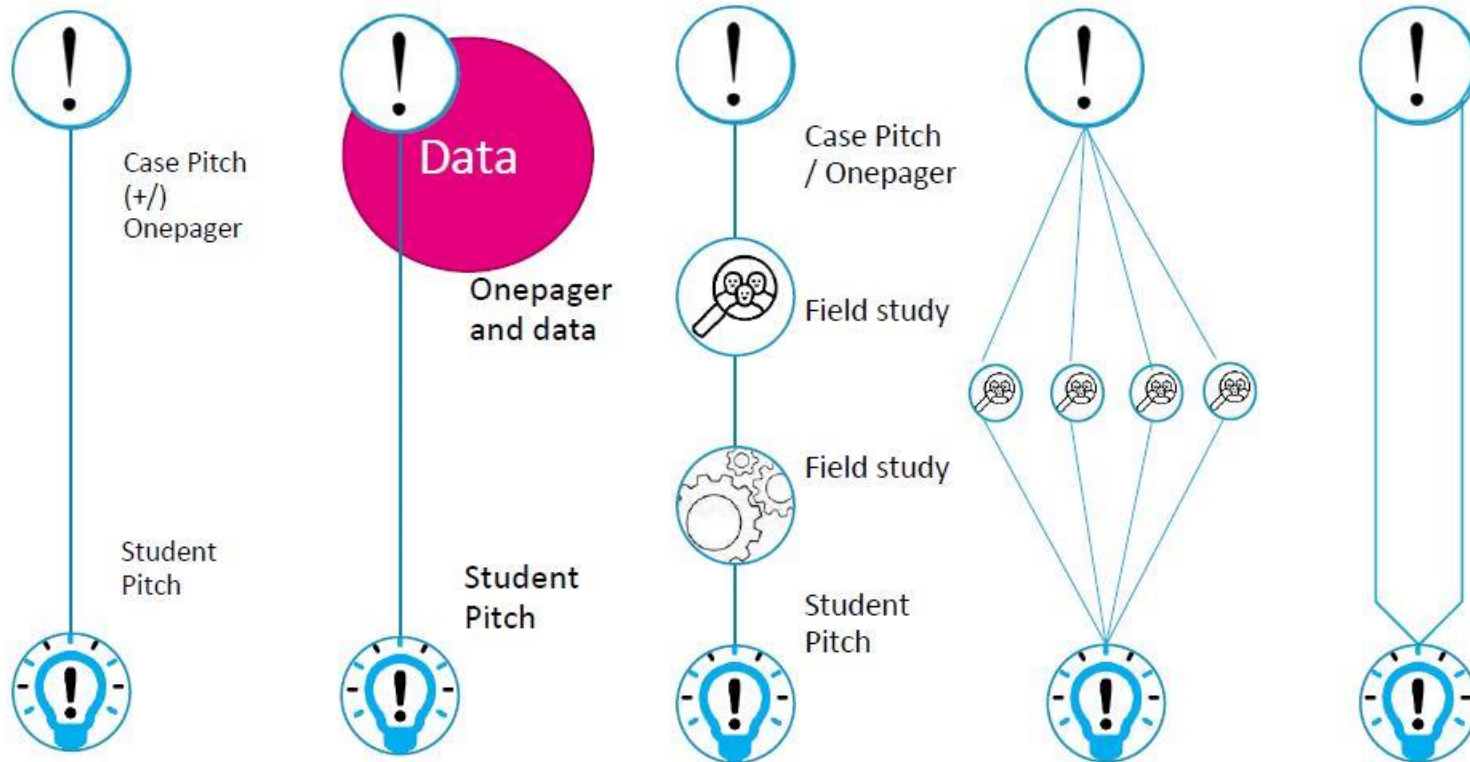 Case Pitch
(+/)
Onepager
Student
Pitch
Data
Onepager
and data
Student
Pitch
Case Pitch
/ Onepager
Field study
Field study
Student
Pitch